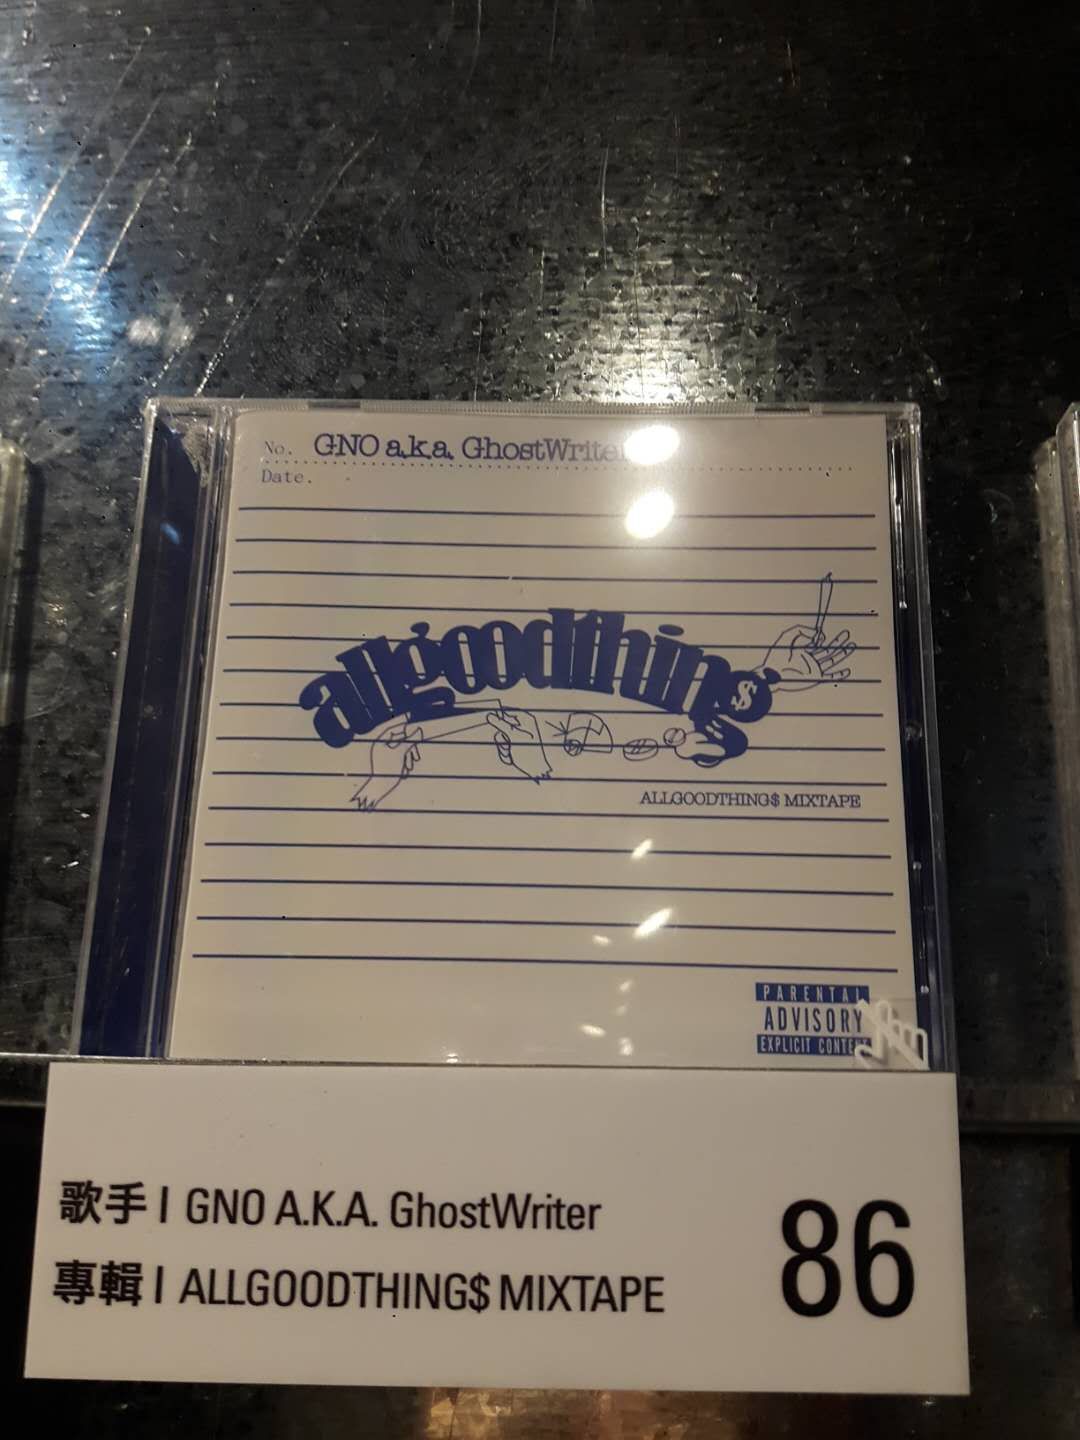 No. GNO a.k.a. GhostWriter
Date.
allgoodthing$
ALLGOODTHING$ MIXTAPE
PARENTAL
ADVISORY
EXPLICIT CONTENT
歌手 | GNO A.K.A. GhostWriter
專輯 | ALLGOODTHING$ MIXTAPE
86